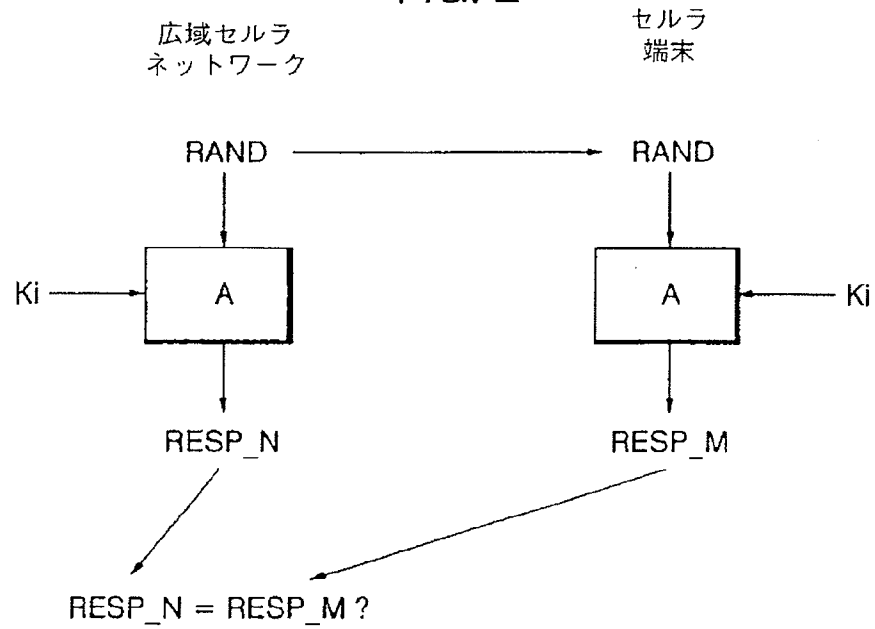 広域セルラ
ネットワーク
セルラ
端末
RAND
RAND
Ki
A
A
Ki
RESP_N
RESP_M
RESP_N = RESP_M ?